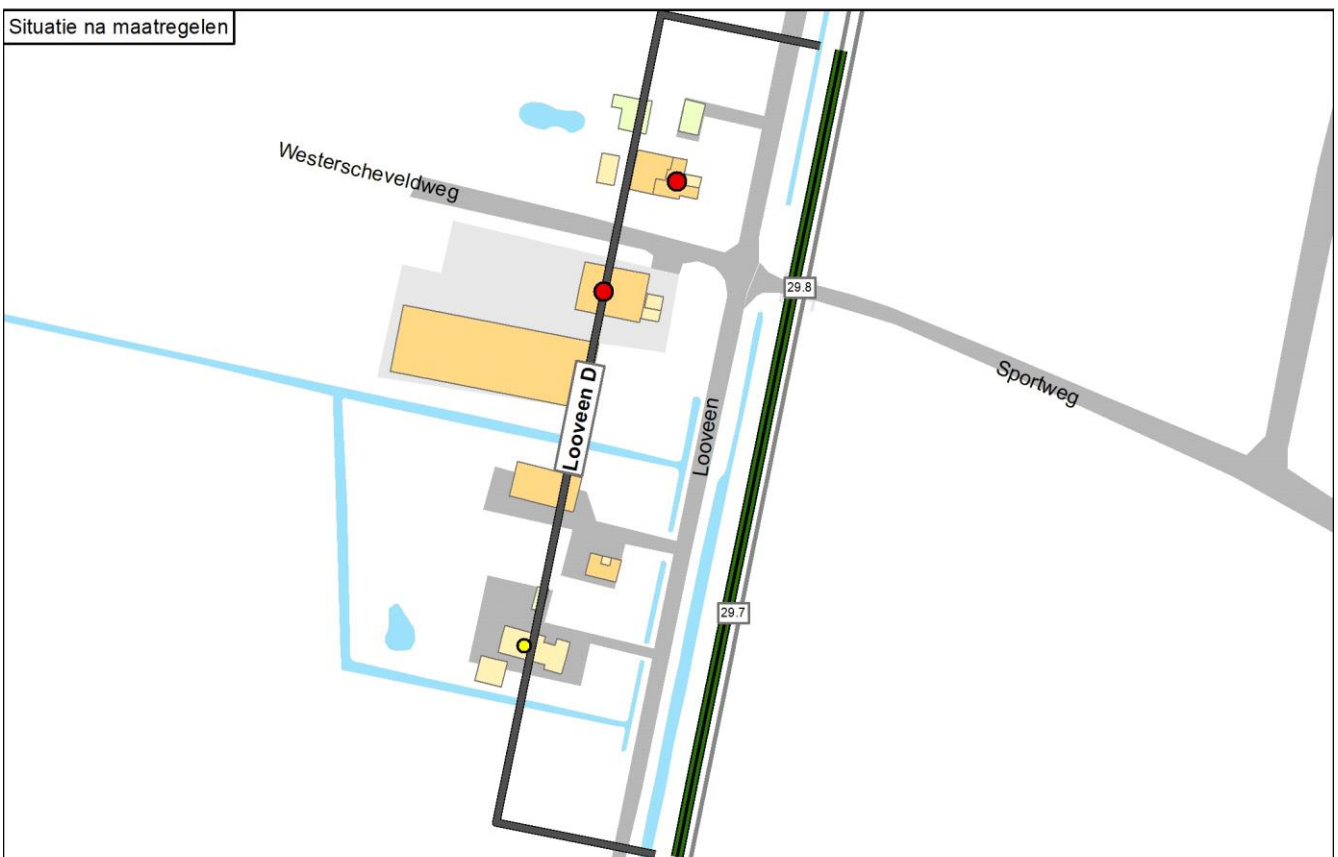 Situatie na maatregelen
Westerscheveldweg
29.8
Sportweg
Looveen D
Looveen
29.7